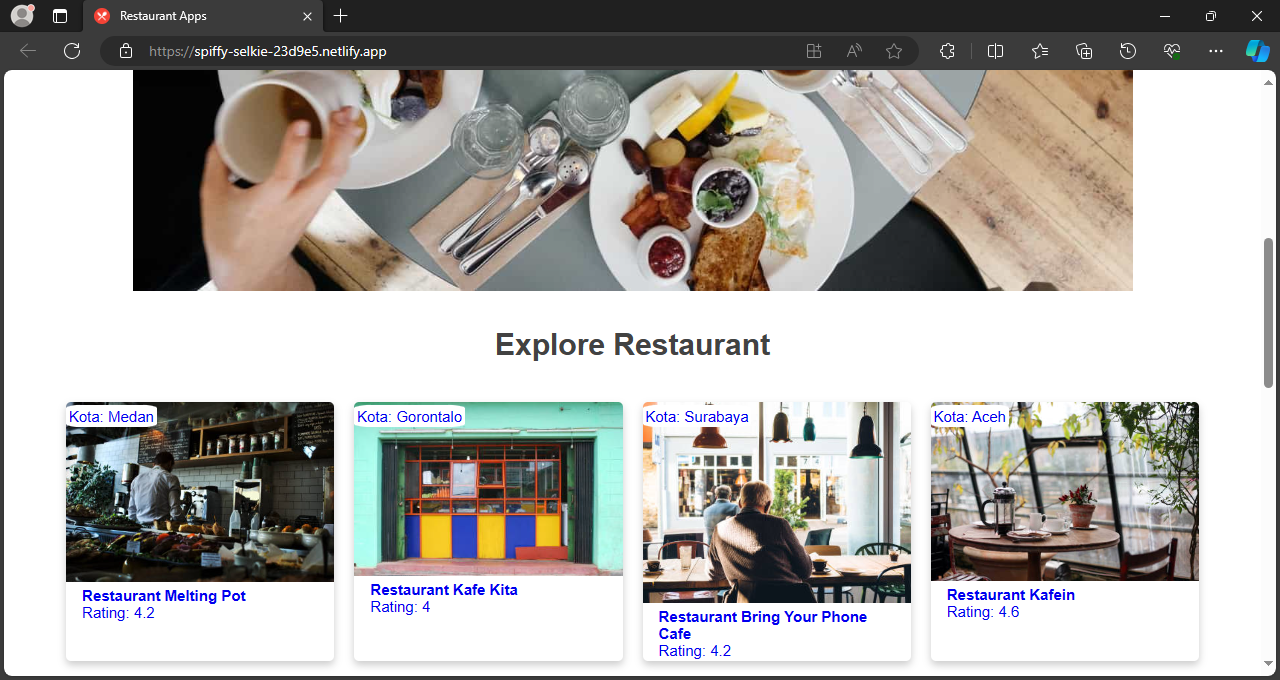 Restaurant Apps
https://spiffy-selkie-23d9e5.netlify.app
Explore Restaurant
Kota: Medan
Restaurant Melting Pot
Rating: 4.2
Kota: Gorontalo
Restaurant Kafe Kita
Rating: 4
Kota: Surabaya
Restaurant Bring Your Phone
Cafe
Rating: 4.2
Kota: Aceh
Restaurant Kafein
Rating: 4.6